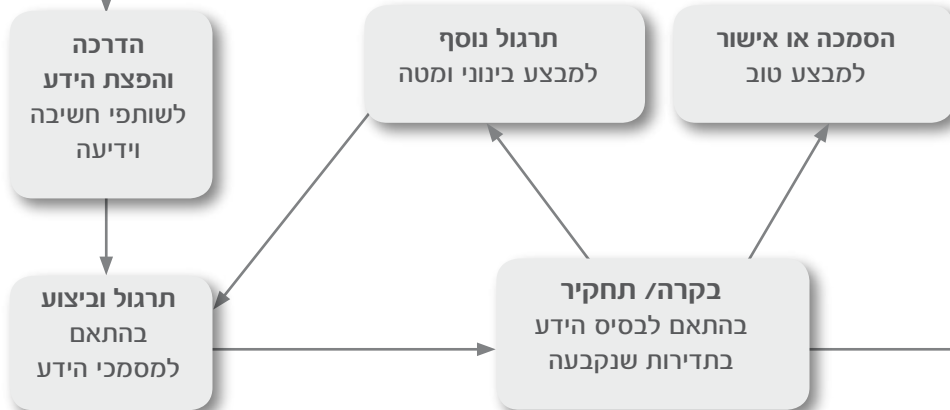 הסמכה או אישור
למבצע טוב
תרגול נוסף
למבצע בינוני ומטה
הדרכה
והפצת הידע
לשותפי חשיבה
וידיעה
בקרה/ תחקיר
בהתאם לבסיס הידע
בתדירות שנקבעה
תרגול וביצוע
בהתאם
למסמכי הידע